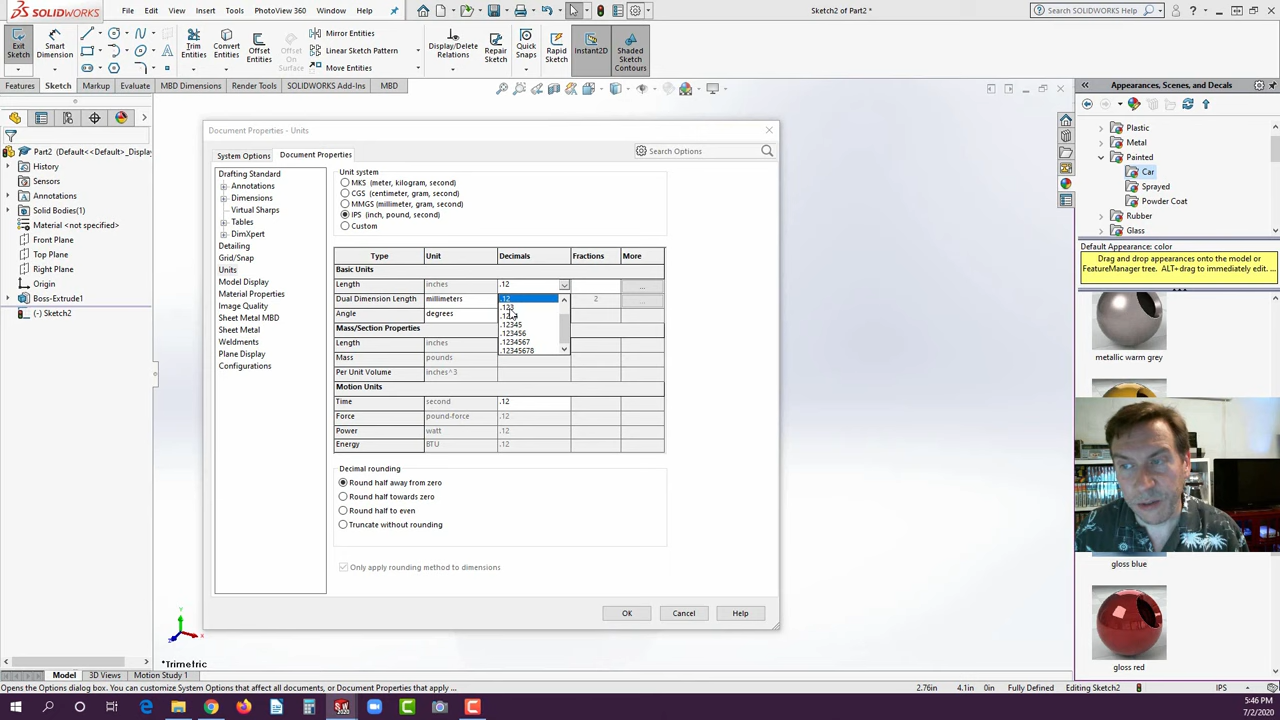 SOLIDWORKS
File Edit View Insert Tools PhotoView 360 Window Help
Sketch2 of Part2 *
Search SOLIDWORKS Help
Exit Sketch
Smart Dimension
Trim Entities
Convert Entities
Offset Entities
Offset On Surface
Mirror Entities
Linear Sketch Pattern
Move Entities
Display/Delete Relations
Repair Sketch
Quick Snaps
Rapid Sketch
Instant2D
Shaded Sketch Contours
Features Sketch Markup Evaluate MBD Dimensions Render Tools SOLIDWORKS Add-Ins MBD
Part2 (Default<<Default>_Displa
History
Sensors
Annotations
Solid Bodies(1)
Material <not specified>
Front Plane
Top Plane
Right Plane
Origin
Boss-Extrude1
(-) Sketch2
Document Properties - Units
System Options Document Properties
Search Options
Drafting Standard
Annotations
Dimensions
Virtual Sharps
Tables
DimXpert
Detailing
Grid/Snap
Units
Model Display
Material Properties
Image Quality
Sheet Metal MBD
Sheet Metal
Weldments
Plane Display
Configurations
Unit system
MKS (meter, kilogram, second)
CGS (centimeter, gram, second)
MMGS (millimeter, gram, second)
IPS (inch, pound, second)
Custom
Type Unit Decimals Fractions More
Basic Units
Length inches .12 ...
Dual Dimension Length millimeters .12 2 ...
Angle degrees
.123
.12345
.123456
.1234567
.12345678
Mass/Section Properties
Length inches
Mass pounds
Per Unit Volume inches^3
Motion Units
Time second .12
Force pound-force .12
Power watt .12
Energy BTU .12
Decimal rounding
Round half away from zero
Round half towards zero
Round half to even
Truncate without rounding
Only apply rounding method to dimensions
OK Cancel Help
Appearances, Scenes, and Decals
Plastic
Metal
Painted
Car
Sprayed
Powder Coat
Rubber
Glass
Default Appearance: color
Drag and drop appearances onto the model or
FeatureManager tree. ALT+drag to immediately edit.
metallic warm grey
gloss blue
gloss red
Y
X
Z
*Trimetric
Model 3D Views Motion Study 1
Opens the Options dialog box. You can customize System Options that affect all documents, or Document Properties that apply ...
2.76in 4.1in 0in Fully Defined Editing Sketch2 IPS
5:46 PM
7/2/2020